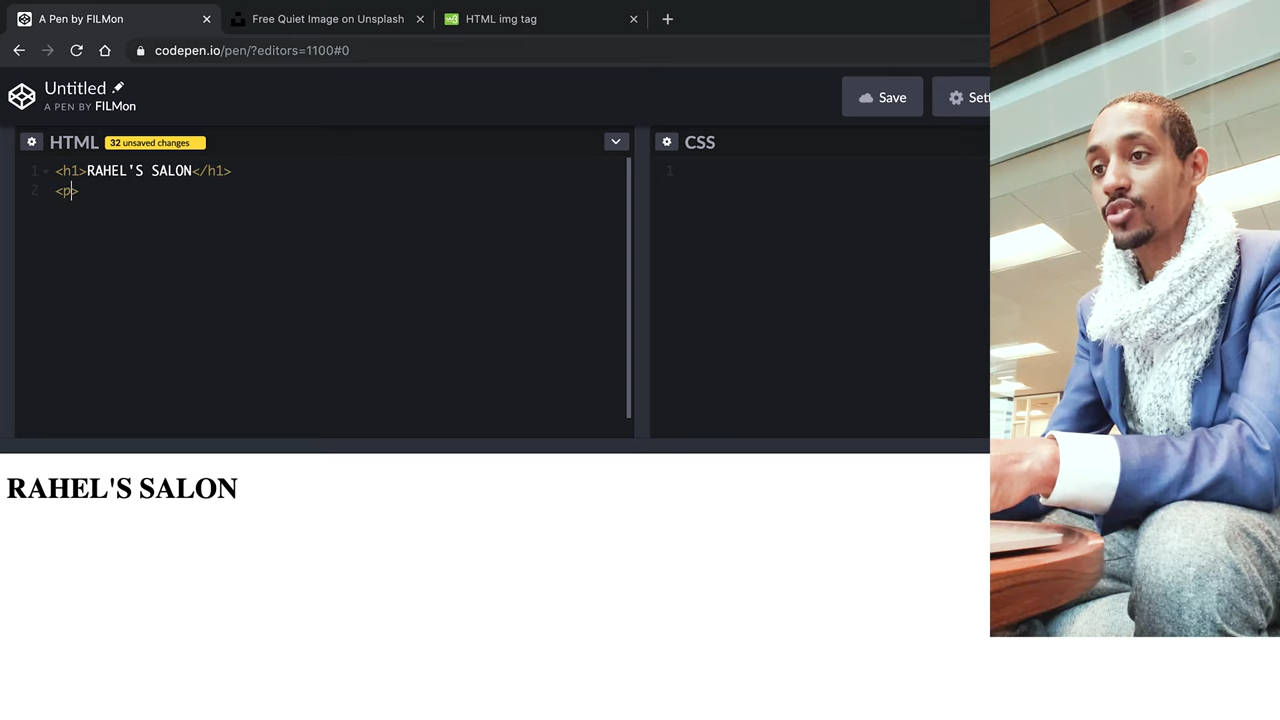 A Pen by FILMon
Free Quiet Image on Unsplash
HTML img tag
codepen.io/pen/?editors=1100#0
Untitled
A PEN BY FILMon
Save
Sett
HTML 32 unsaved changes
CSS
1 <h1>RAHEL'S SALON</h1>
2 <p>
1
RAHEL'S SALON